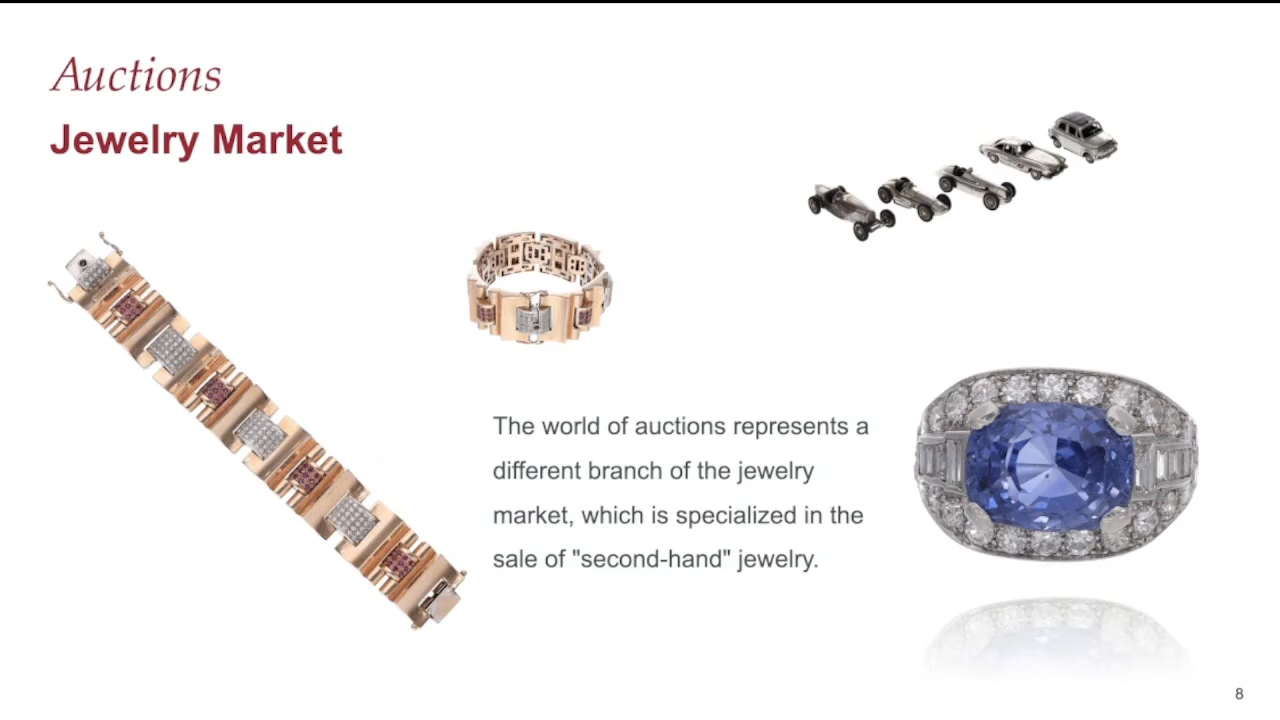 Auctions
Jewelry Market
The world of auctions represents a
different branch of the jewelry
market, which is specialized in the
sale of "second-hand" jewelry.
8